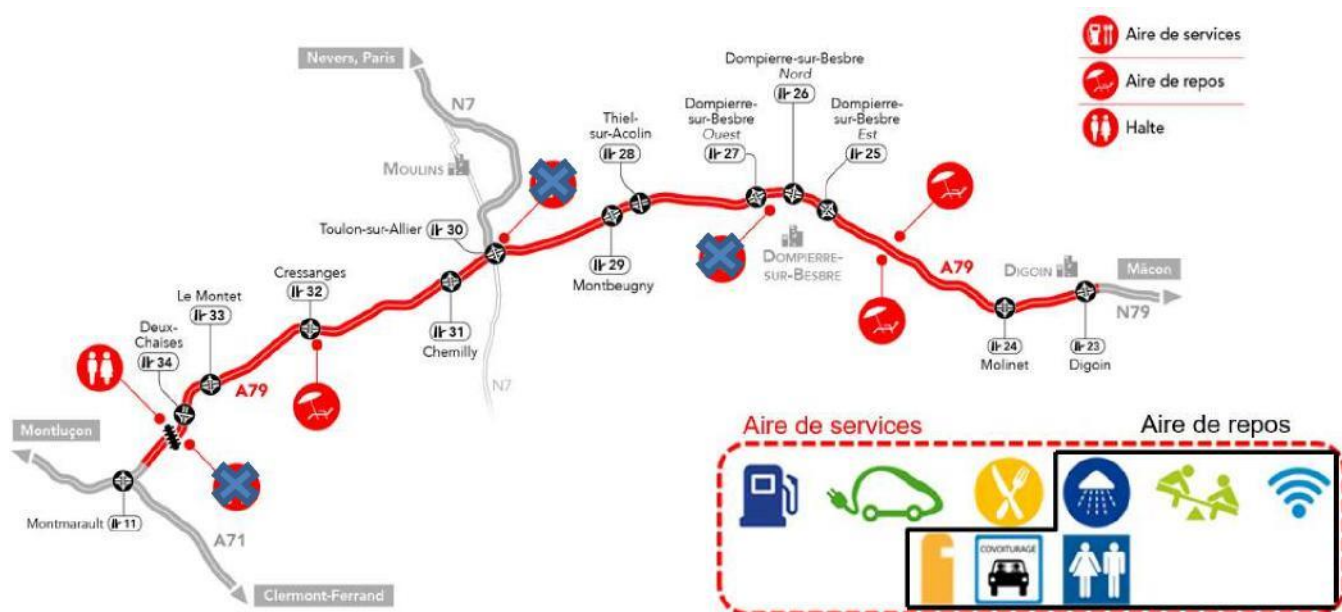 Nevers, Paris
N7
MOULINS
Toulon-sur-Allier 30
Cressanges
32
Le Montet
33
Deux-
Chaises
34
A79
Montluçon
Montmarault 11
A71
Clermont-Ferrand
31
Chemilly
N7
Thiel-
sur-Acolin
28
29
Montbeugny
Dompierre-
sur-Besbre
Ouest
27
Dompierre-sur-Besbre
Nord
26
Dompierre-
sur-Besbre
Est
25
DOMPIERRE-
SUR-BESBRE
A79
DIGOIN
Mâcon
N79
24
Molinet
23
Digoin
Aire de services
Aire de repos
Halte
Aire de services
Aire de repos
COVOITURAGE